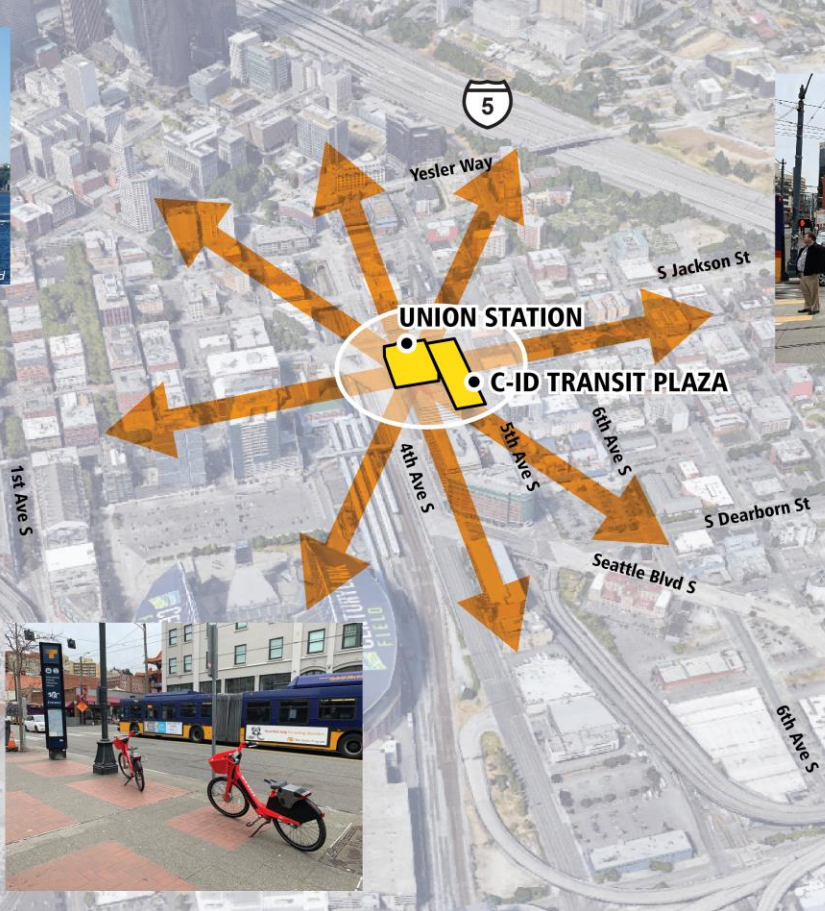 5
Yesler Way
S Jackson St
UNION STATION
C-ID TRANSIT PLAZA
4th Ave S
5th Ave S
6th Ave S
1st Ave S
S Dearborn St
Seattle Blvd S
FIELD
6th Ave S